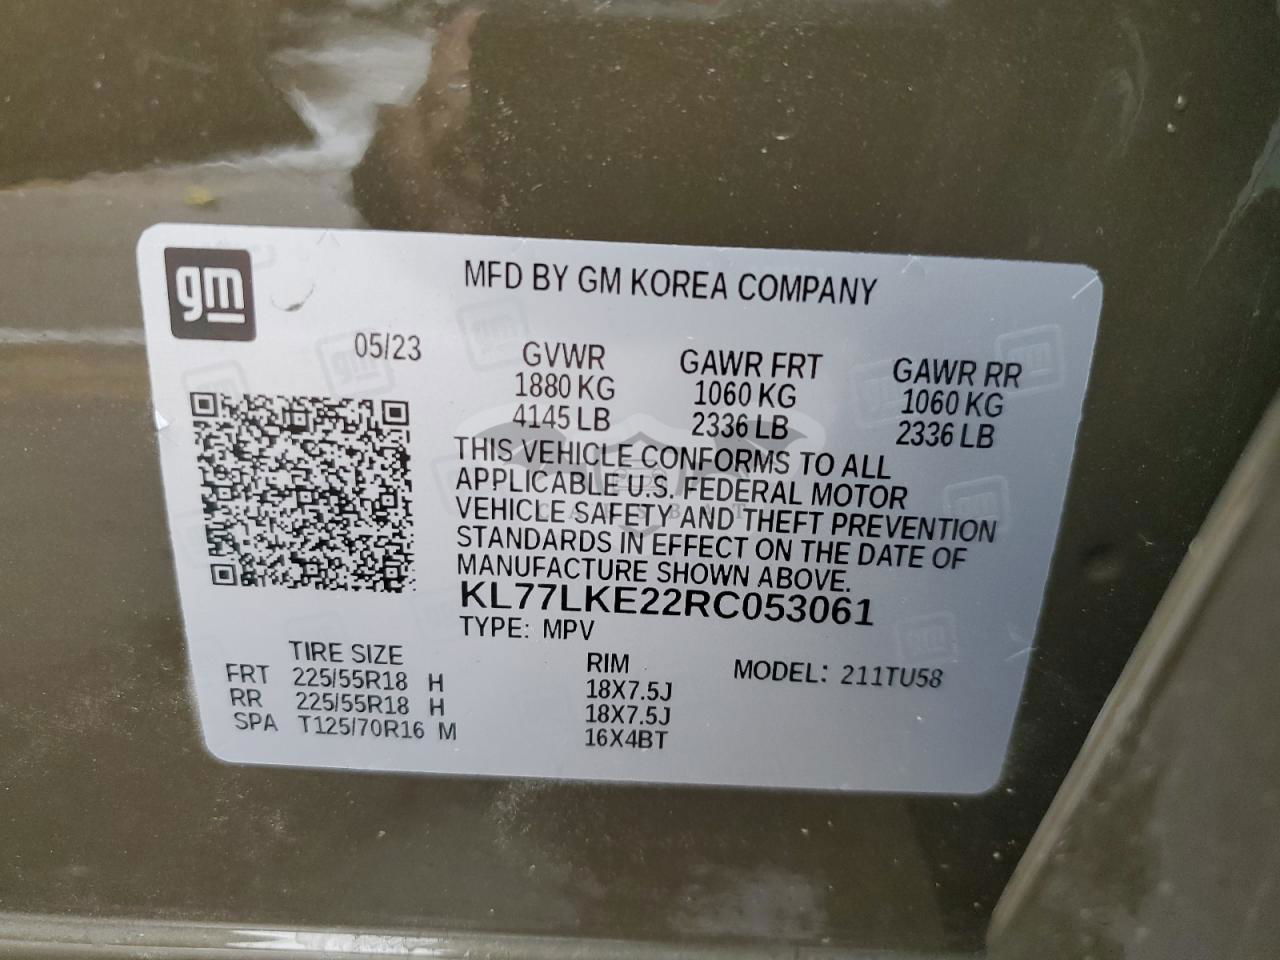 gm
MFD BY GM KOREA COMPANY
05/23
GVWR GAWR FRT GAWR RR
1880 KG 1060 KG 1060 KG
4145 LB 2336 LB 2336 LB
THIS VEHICLE CONFORMS TO ALL
APPLICABLE U.S. FEDERAL MOTOR
VEHICLE SAFETY AND THEFT PREVENTION
STANDARDS IN EFFECT ON THE DATE OF
MANUFACTURE SHOWN ABOVE.
KL77LKE22RC053061
TYPE: MPV
TIRE SIZE RIM MODEL: 211TU58
FRT 225/55R18 H 18X7.5J
RR 225/55R18 H 18X7.5J
SPA T125/70R16 M 16X4BT